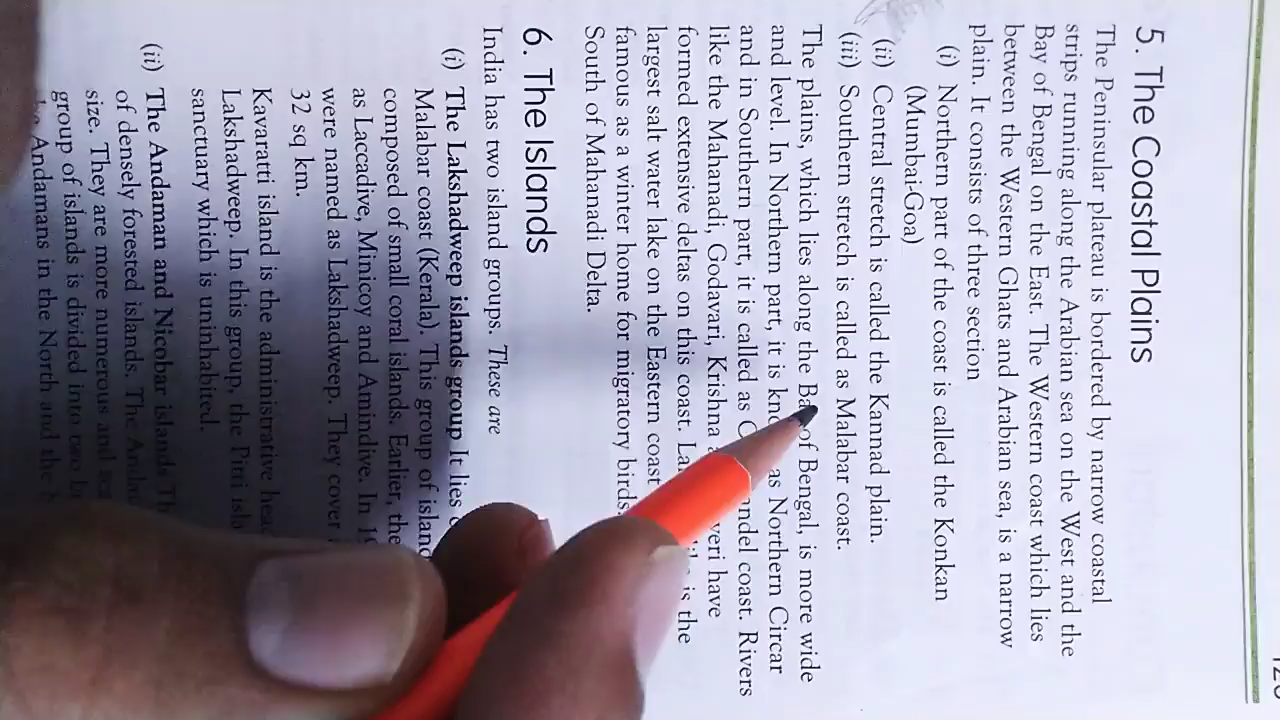 5. The Coastal Plains
The Peninsular plateau is bordered by narrow coastal
strips running along the Arabian sea on the West and the
Bay of Bengal on the East. The Western coast which lies
between the Western Ghats and Arabian sea, is a narrow
plain. It consists of three section
(i) Northern part of the coast is called the Konkan
(Mumbai-Goa)
(ii) Central stretch is called the Kannad plain.
(iii) Southern stretch is called as Malabar coast.
The plains, which lies along the Bay of Bengal, is more wide
and level. In Northern part, it is as Northern Circar
and in Southern part, it is called as coast. Rivers
like the Mahanadi, Godavari, Krishna have
formed extensive deltas on this coast. is the
largest salt water lake on the Eastern coast
famous as a winter home for migratory birds.
South of Mahanadi Delta.
6. The Islands
India has two island groups. These are
(i) The Lakshadweep islands group It lies
Malabar coast (Kerala). This group of
composed of small coral islands. Earlier,
as Laccadive, Minicoy and Amindive. In
were named as Lakshadweep. They cover
32 sq km.
Kavaratti island is the administrative
Lakshadweep. In this group, the Pitti
sanctuary which is uninhabited.
(ii) The Andaman and Nicobar islands
of densely forested islands. The
size. They are more numerous and
group of islands is divided into two
Andamans in the North and the